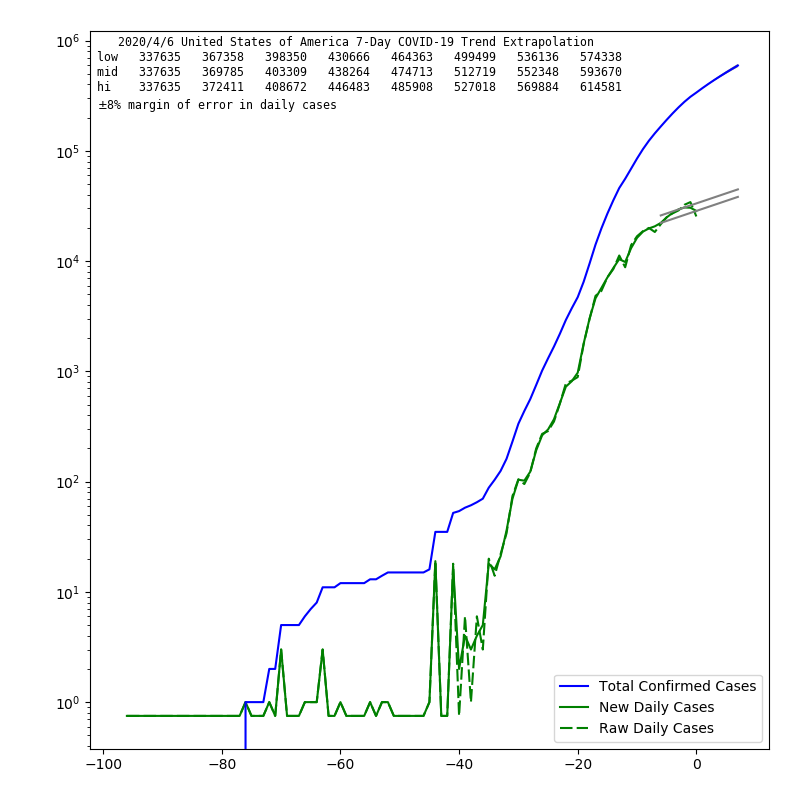 2020/4/6 United States of America 7-Day COVID-19 Trend Extrapolation
low 337635 367358 398350 430666 464363 499499 536136 574338
mid 337635 369785 403309 438264 474713 512719 552348 593670
hi 337635 372411 408672 446483 485908 527018 569884 614581
±8% margin of error in daily cases
10⁶
10⁵
10⁴
10³
10²
10¹
10⁰
Total Confirmed Cases
New Daily Cases
Raw Daily Cases
−100 −80 −60 −40 −20 0